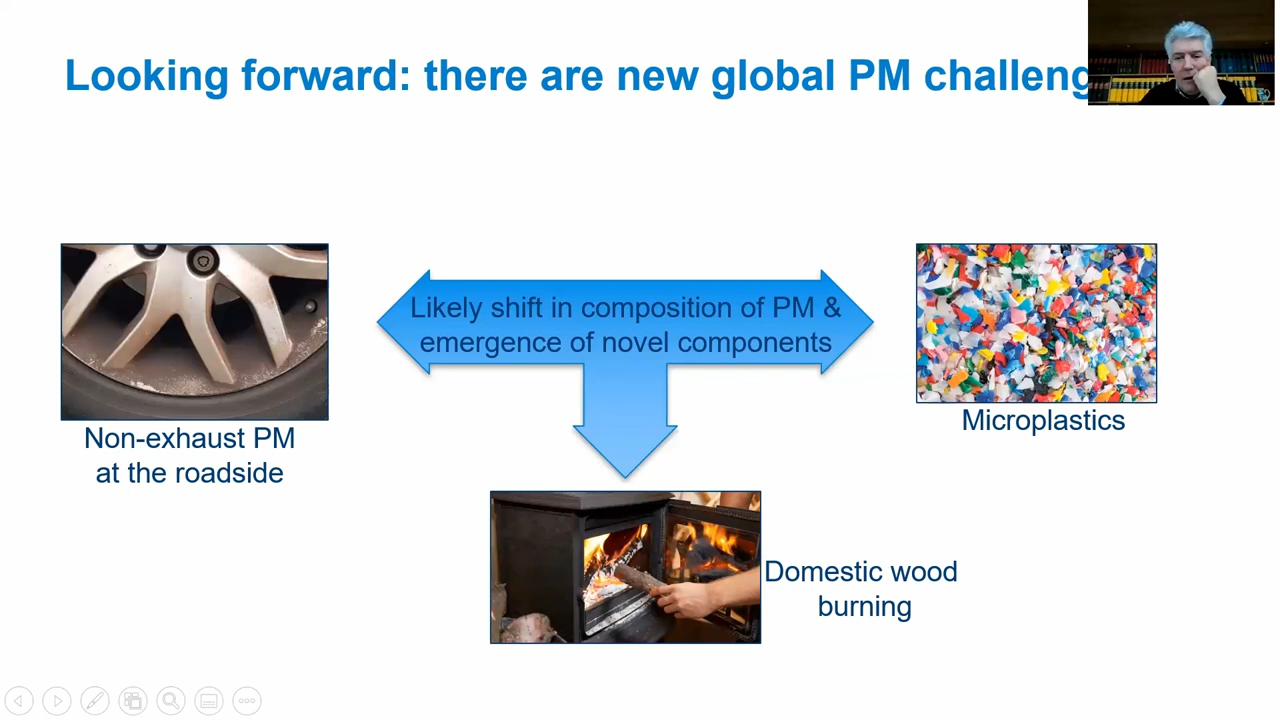 Looking forward: there are new global PM challeng
Likely shift in composition of PM &
emergence of novel components
Non-exhaust PM
at the roadside
Microplastics
Domestic wood
burning